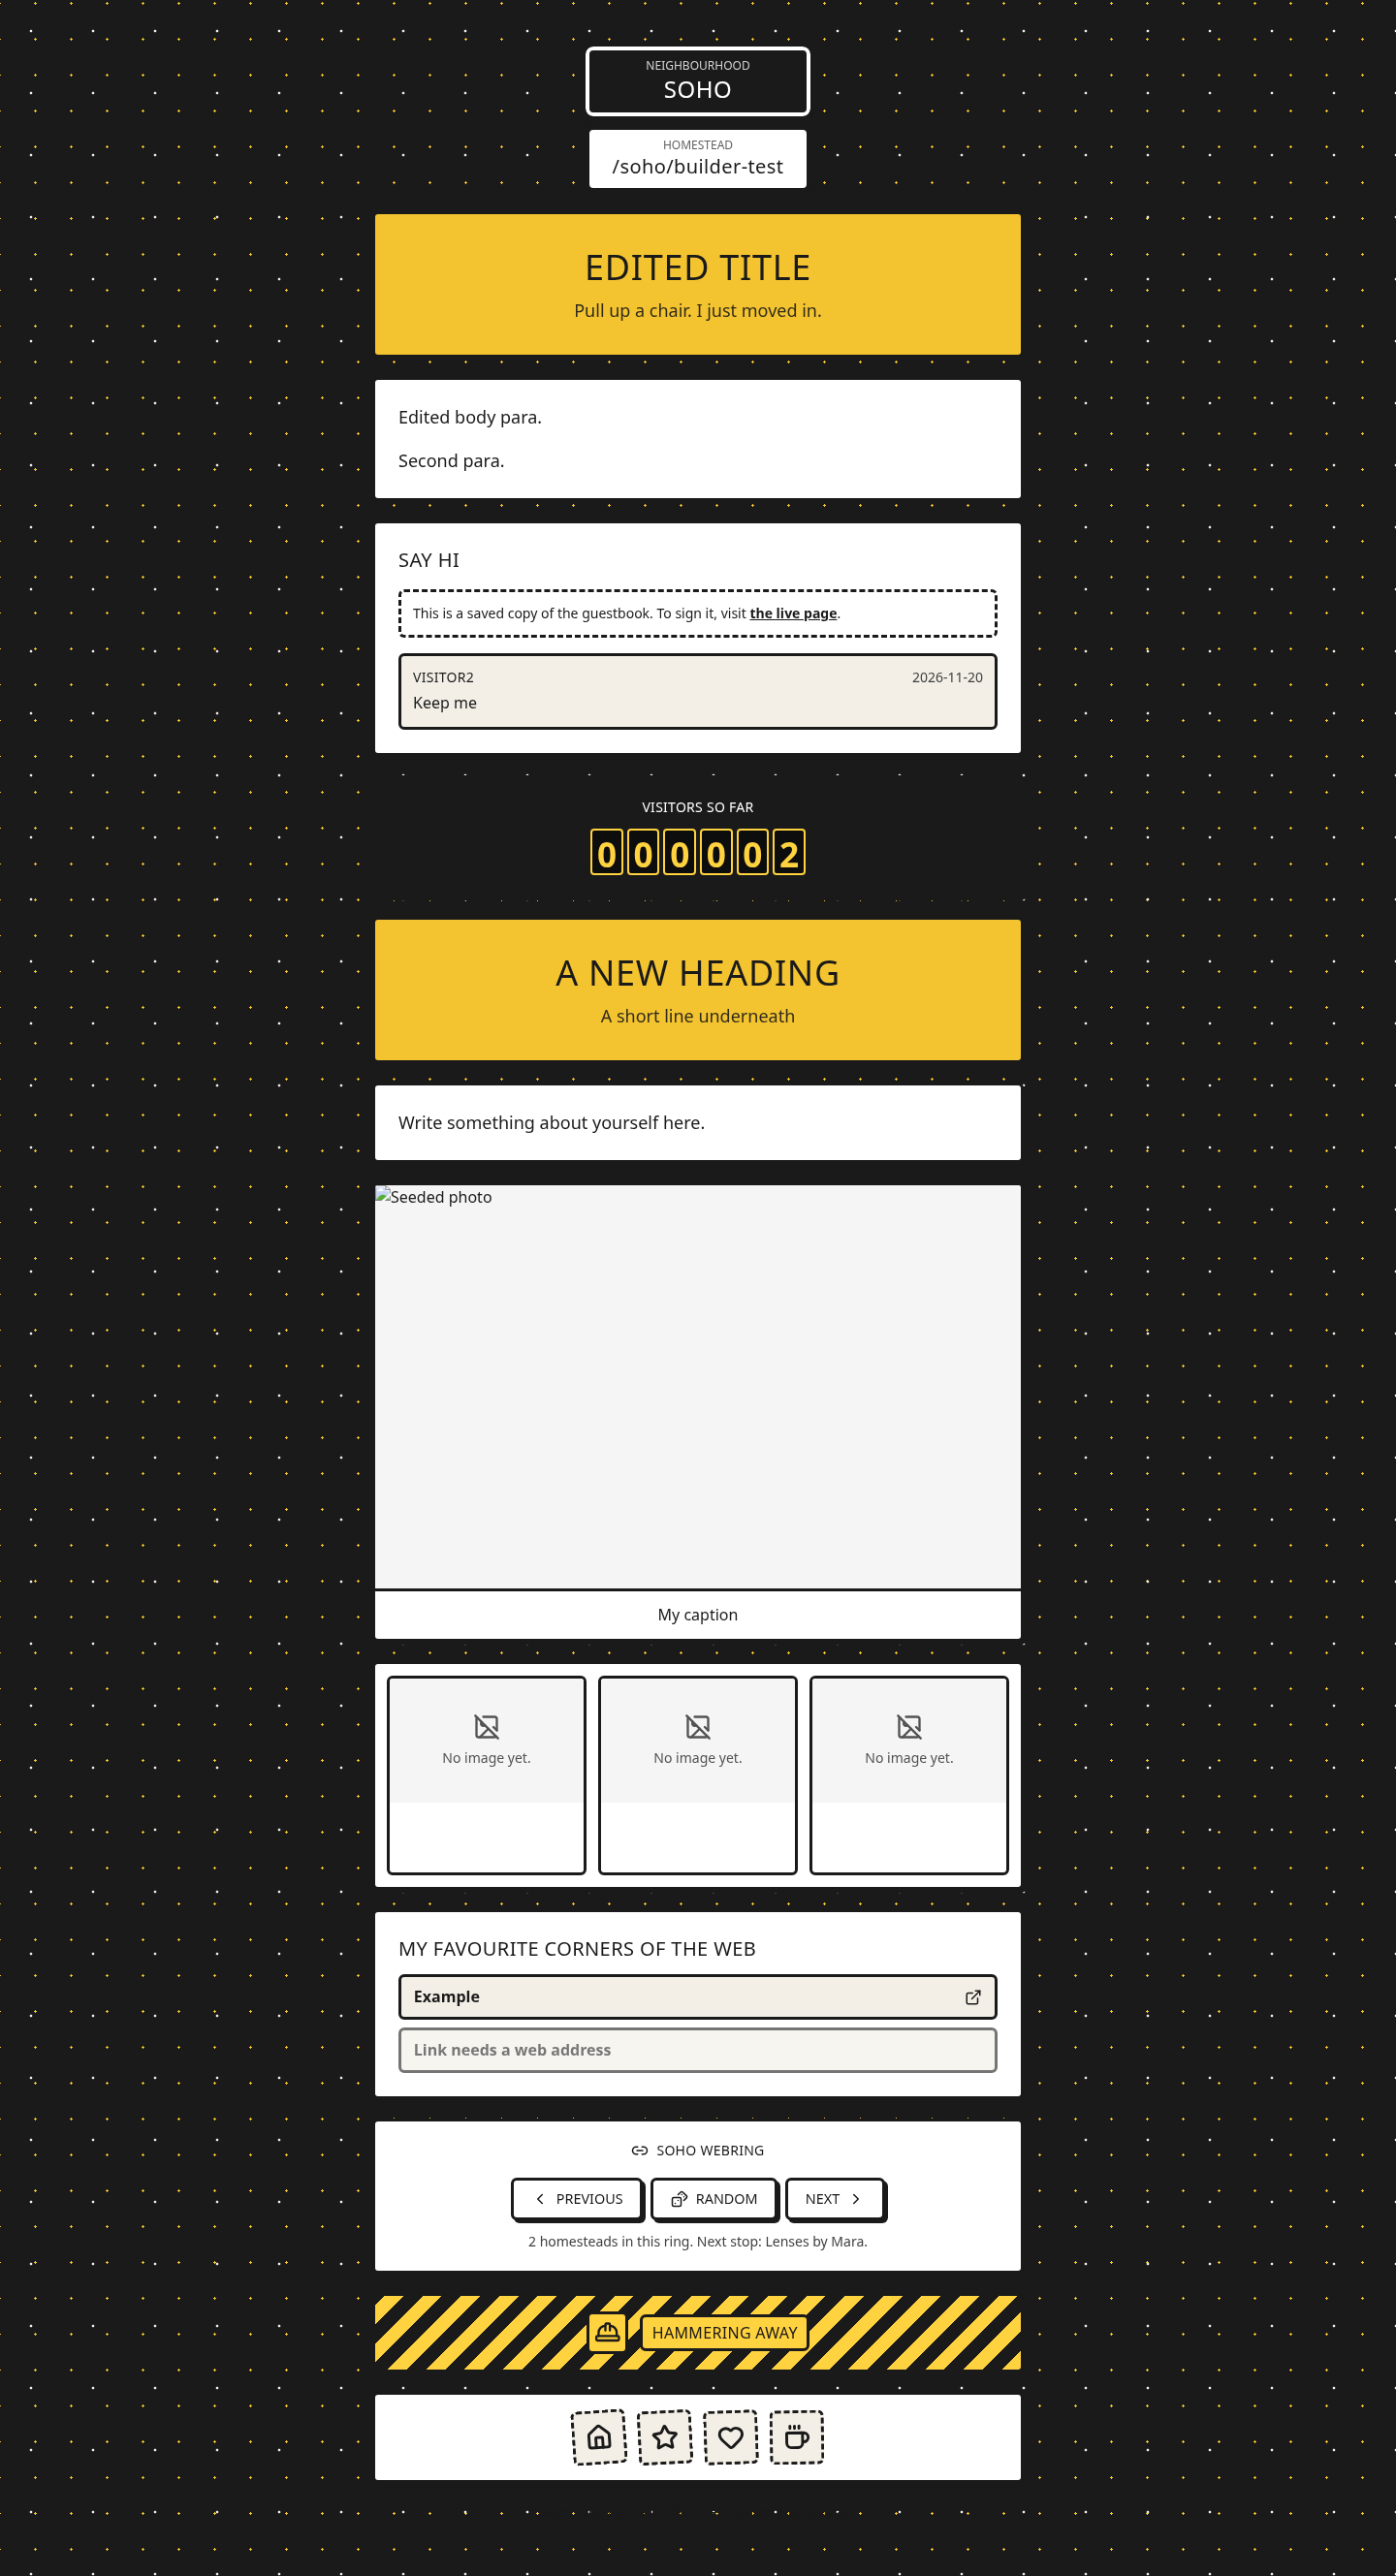 NEIGHBOURHOOD
SOHO
HOMESTEAD
/soho/builder-test
EDITED TITLE
Pull up a chair. I just moved in.
Edited body para.
Second para.
SAY HI
This is a saved copy of the guestbook. To sign it, visit the live page.
VISITOR2 2026-11-20
Keep me
VISITORS SO FAR
000002
A NEW HEADING
A short line underneath
Write something about yourself here.
Seeded photo
My caption
No image yet. No image yet. No image yet.
MY FAVOURITE CORNERS OF THE WEB
Example
Link needs a web address
SOHO WEBRING
PREVIOUS RANDOM NEXT
2 homesteads in this ring. Next stop: Lenses by Mara.
HAMMERING AWAY